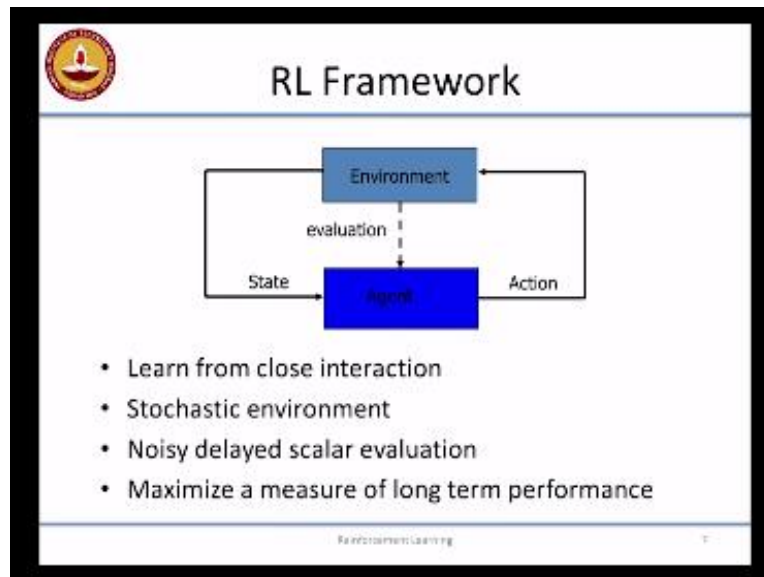 RL Framework
Environment
evaluation
State
Agent
Action
• Learn from close interaction
• Stochastic environment
• Noisy delayed scalar evaluation
• Maximize a measure of long term performance
Reinforcement Learning